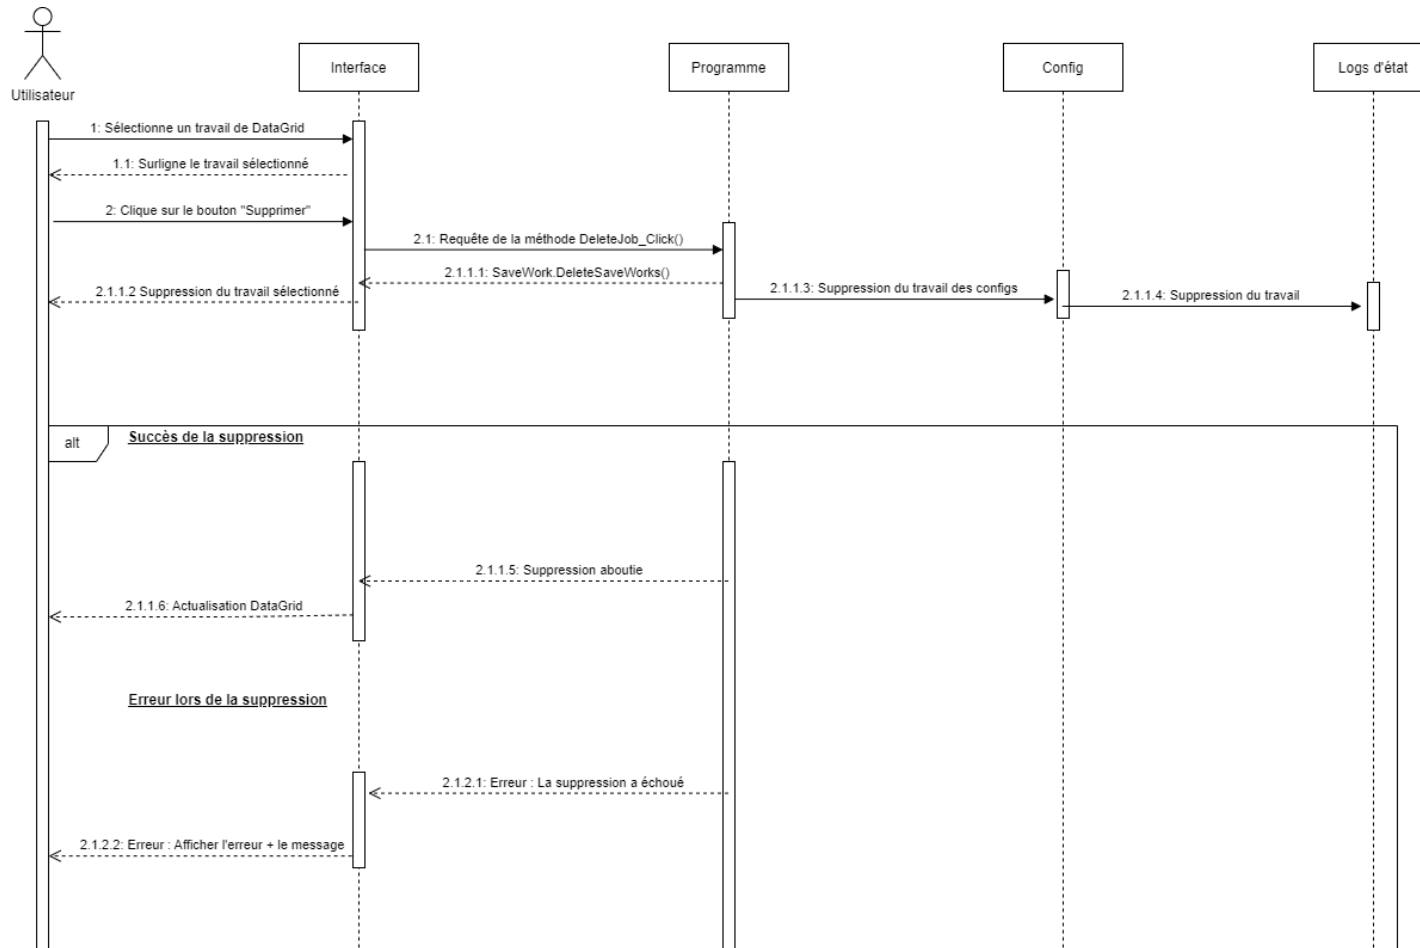 Utilisateur
Interface
Programme
Config
Logs d'état
1: Sélectionne un travail de DataGrid
1.1: Surligne le travail sélectionné
2: Clique sur le bouton "Supprimer"
2.1: Requête de la méthode DeleteJob_Click()
2.1.1.1: SaveWork.DeleteSaveWorks()
2.1.1.2 Suppression du travail sélectionné
2.1.1.3: Suppression du travail des configs
2.1.1.4: Suppression du travail
alt
Succès de la suppression
2.1.1.5: Suppression aboutie
2.1.1.6: Actualisation DataGrid
Erreur lors de la suppression
2.1.2.1: Erreur : La suppression a échoué
2.1.2.2: Erreur : Afficher l'erreur + le message